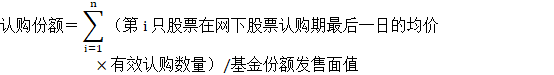 认购份额＝∑（第 i 只股票在网下股票认购期最后一日的均价
n
i=1
×有效认购数量）/基金份额发售面值